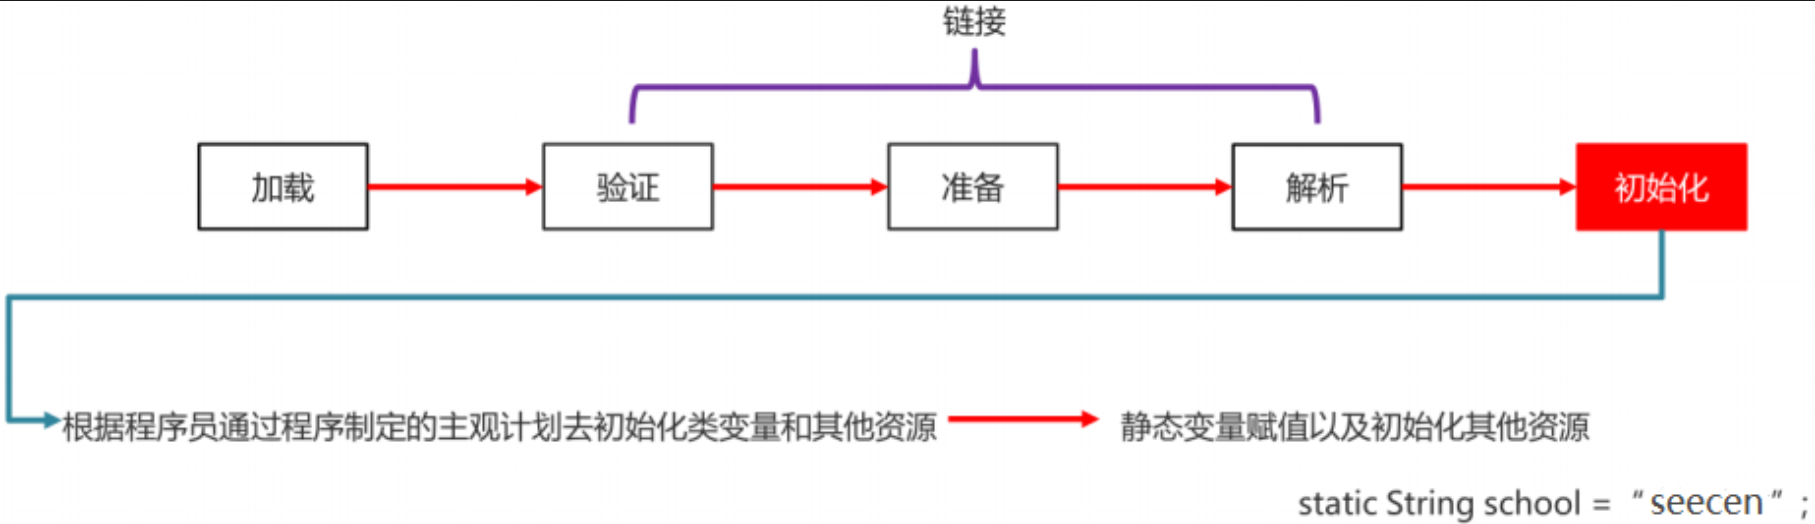 链接
加载
验证
准备
解析
初始化
根据程序员通过程序制定的主观计划去初始化类变量和其他资源
静态变量赋值以及初始化其他资源
static String school = “seecen”;